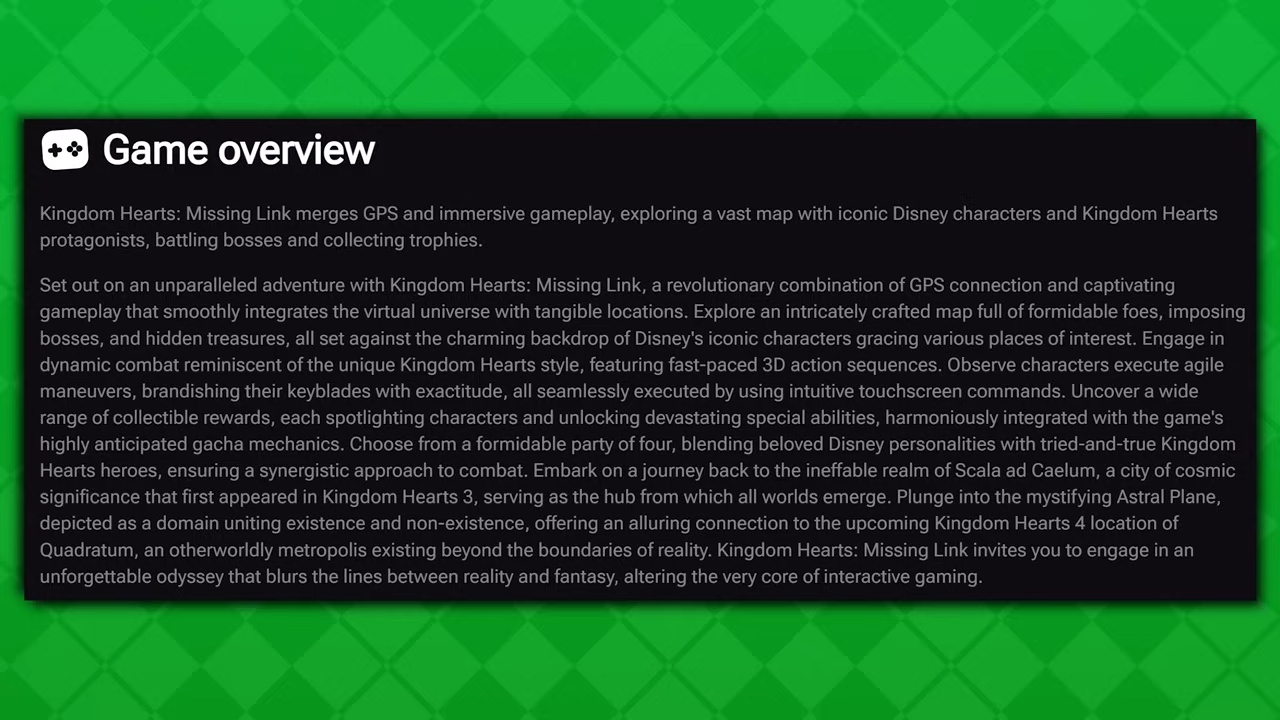 Game overview
Kingdom Hearts: Missing Link merges GPS and immersive gameplay, exploring a vast map with iconic Disney characters and Kingdom Hearts
protagonists, battling bosses and collecting trophies.
Set out on an unparalleled adventure with Kingdom Hearts: Missing Link, a revolutionary combination of GPS connection and captivating
gameplay that smoothly integrates the virtual universe with tangible locations. Explore an intricately crafted map full of formidable foes, imposing
bosses, and hidden treasures, all set against the charming backdrop of Disney's iconic characters gracing various places of interest. Engage in
dynamic combat reminiscent of the unique Kingdom Hearts style, featuring fast-paced 3D action sequences. Observe characters execute agile
maneuvers, brandishing their keyblades with exactitude, all seamlessly executed by using intuitive touchscreen commands. Uncover a wide
range of collectible rewards, each spotlighting characters and unlocking devastating special abilities, harmoniously integrated with the game's
highly anticipated gacha mechanics. Choose from a formidable party of four, blending beloved Disney personalities with tried-and-true Kingdom
Hearts heroes, ensuring a synergistic approach to combat. Embark on a journey back to the ineffable realm of Scala ad Caelum, a city of cosmic
significance that first appeared in Kingdom Hearts 3, serving as the hub from which all worlds emerge. Plunge into the mystifying Astral Plane,
depicted as a domain uniting existence and non-existence, offering an alluring connection to the upcoming Kingdom Hearts 4 location of
Quadratum, an otherworldly metropolis existing beyond the boundaries of reality. Kingdom Hearts: Missing Link invites you to engage in an
unforgettable odyssey that blurs the lines between reality and fantasy, altering the very core of interactive gaming.